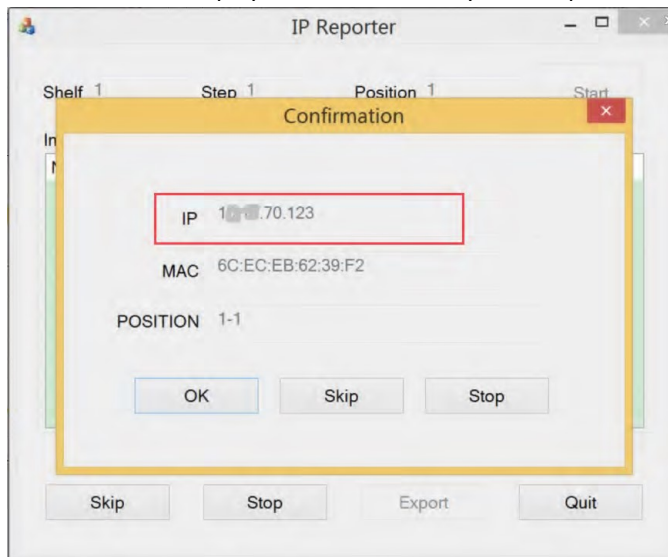 IP Reporter
Shelf 1 Step 1 Position 1 Start
Confirmation
IP .70.123
MAC 6C:EC:EB:62:39:F2
POSITION 1-1
OK Skip Stop
Skip Stop Export Quit